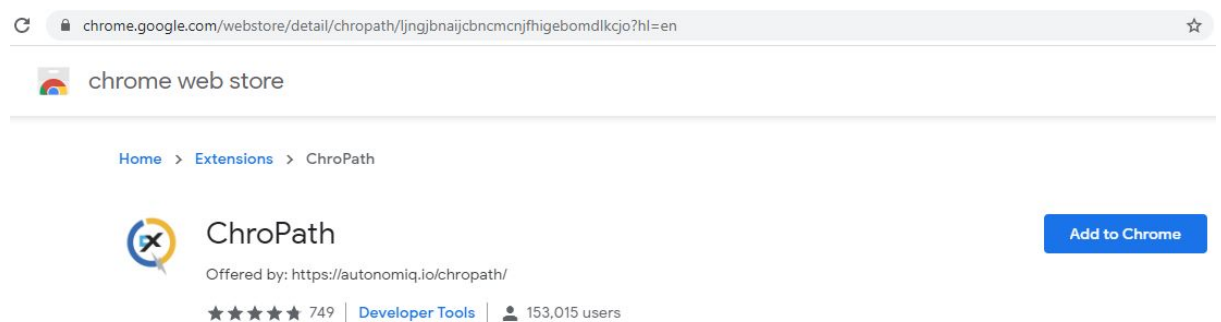 chrome.google.com/webstore/detail/chropath/ljngjbnaijcbncmcnjfhigebomdlkcjo?hl=en
chrome web store
Home > Extensions > ChroPath
ChroPath
Add to Chrome
Offered by: https://autonomiq.io/chropath/
749 | Developer Tools | 153,015 users